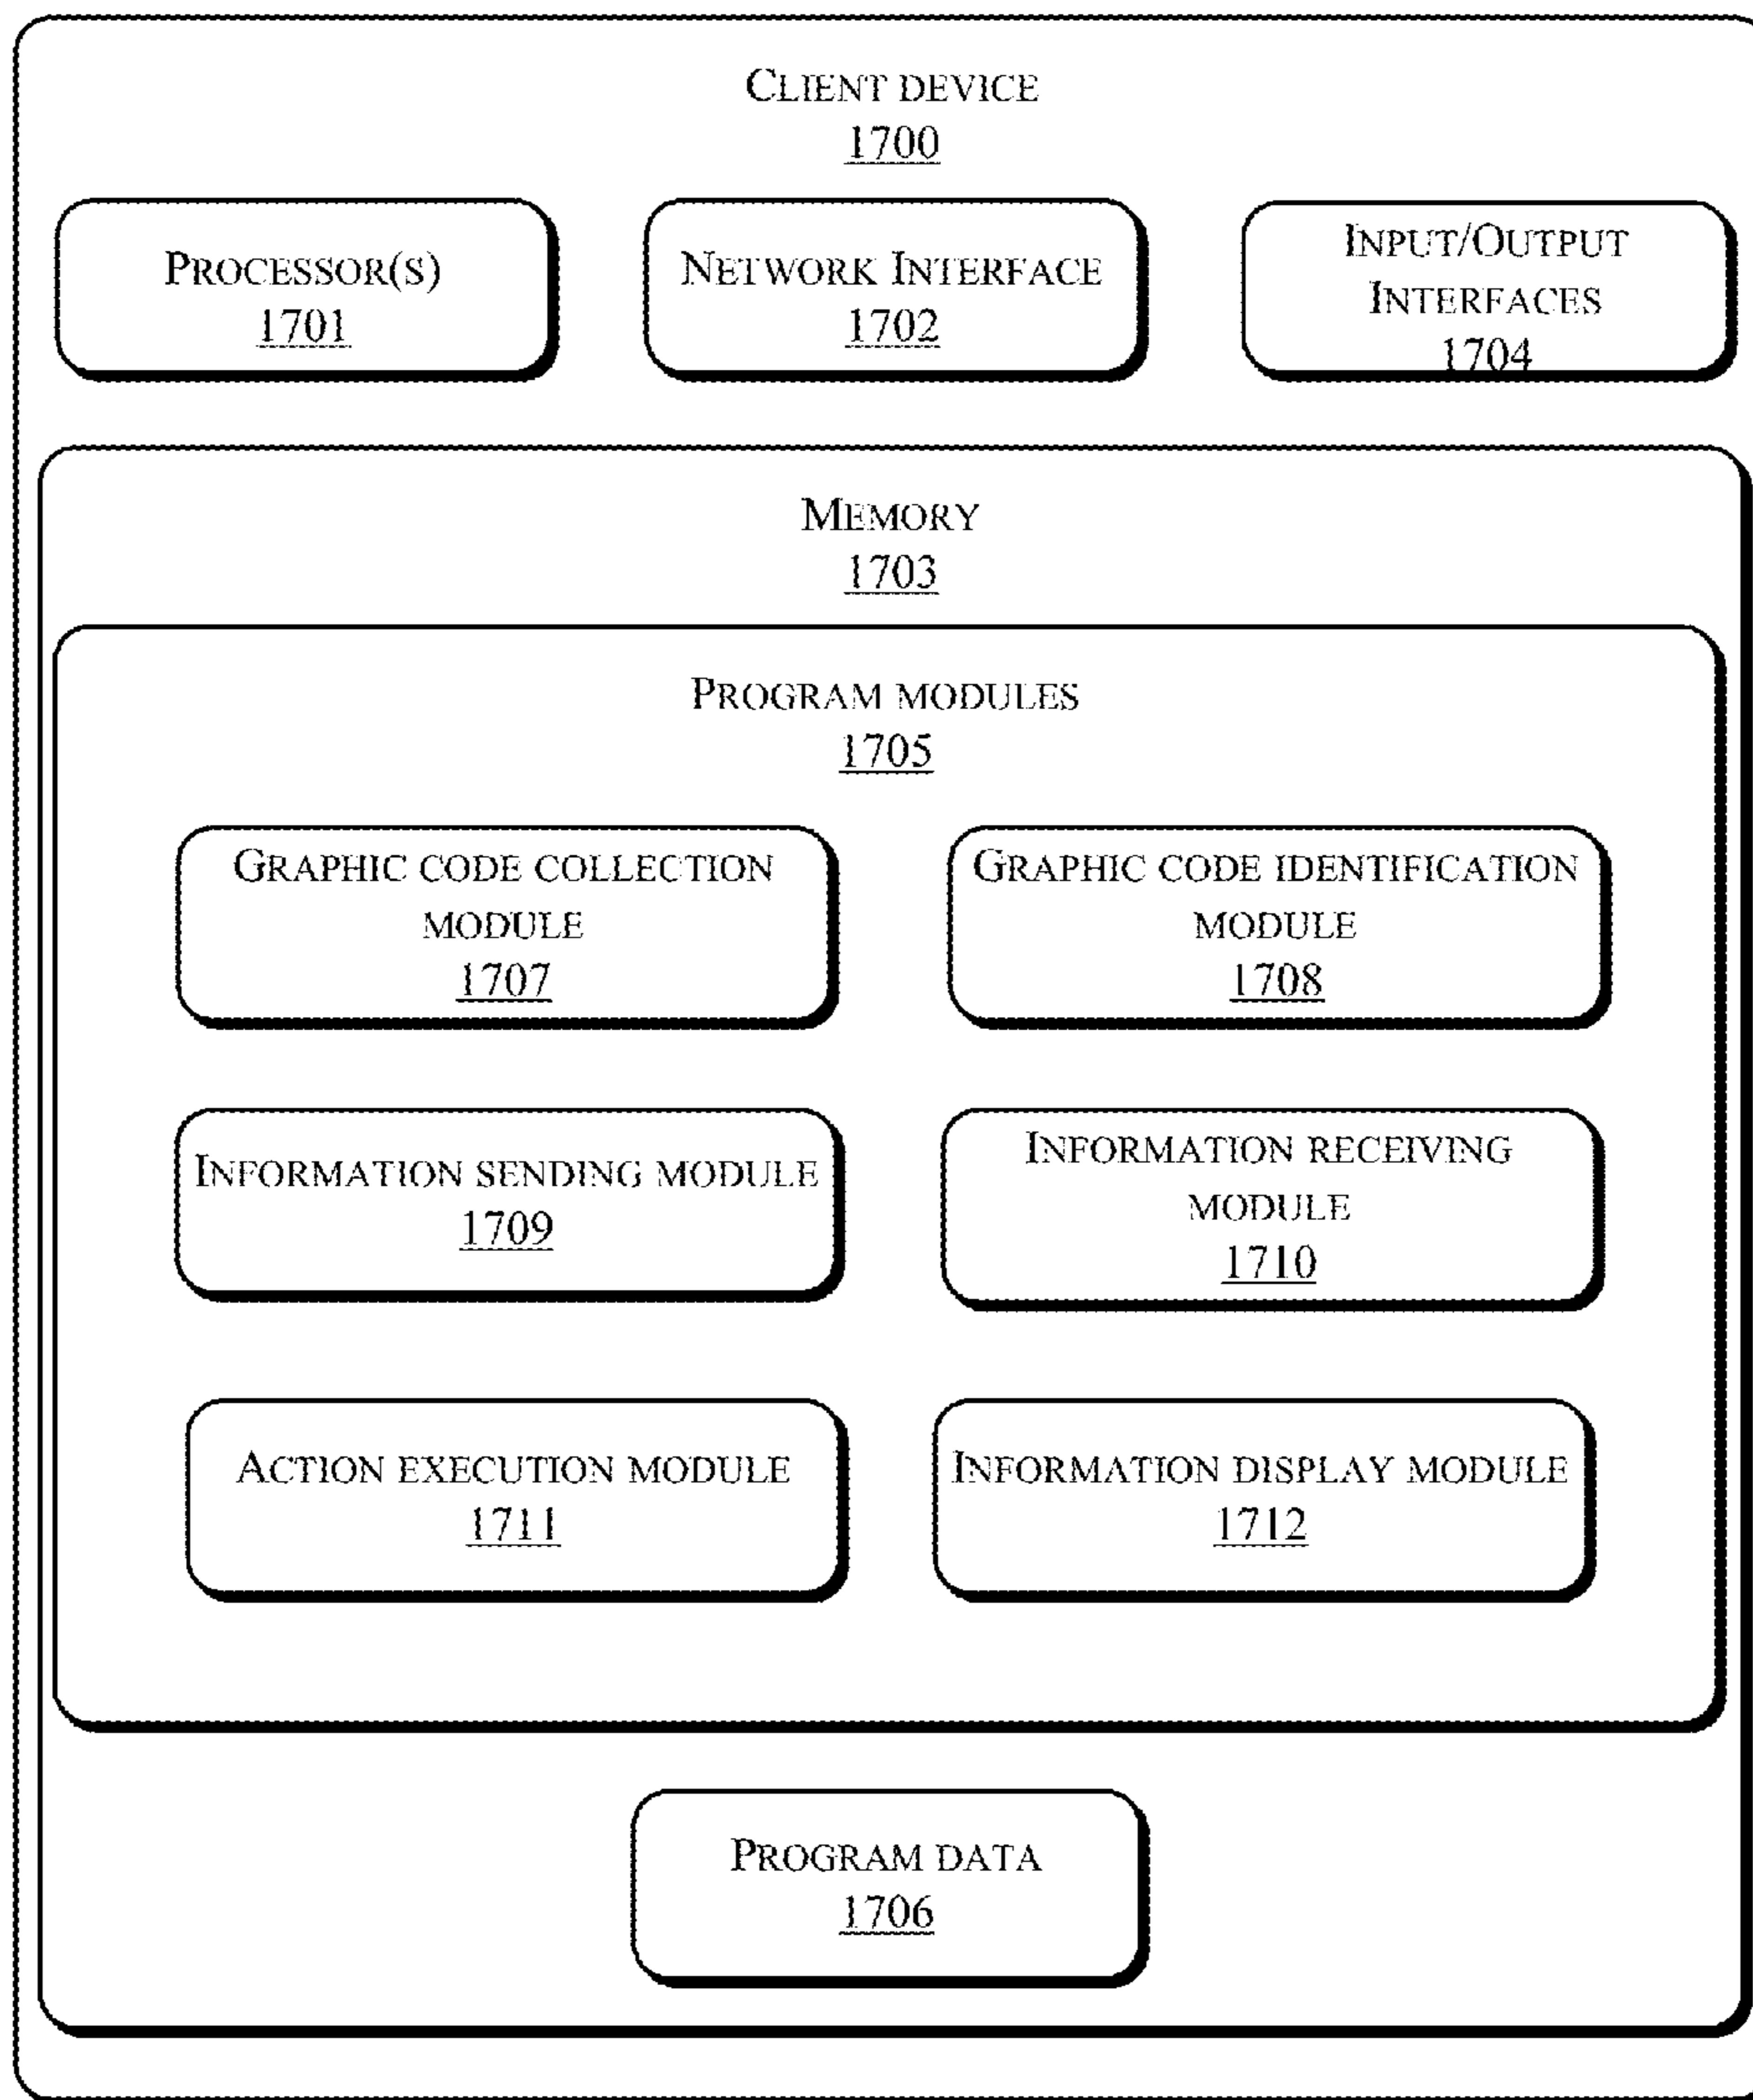 CLIENT DEVICE
1700
PROCESSOR(S)
1701
NETWORK INTERFACE
1702
INPUT/OUTPUT
INTERFACES
1704
MEMORY
1703
PROGRAM MODULES
1705
GRAPHIC CODE COLLECTION
MODULE
1707
GRAPHIC CODE IDENTIFICATION
MODULE
1708
INFORMATION SENDING MODULE
1709
INFORMATION RECEIVING
MODULE
1710
ACTION EXECUTION MODULE
1711
INFORMATION DISPLAY MODULE
1712
PROGRAM DATA
1706